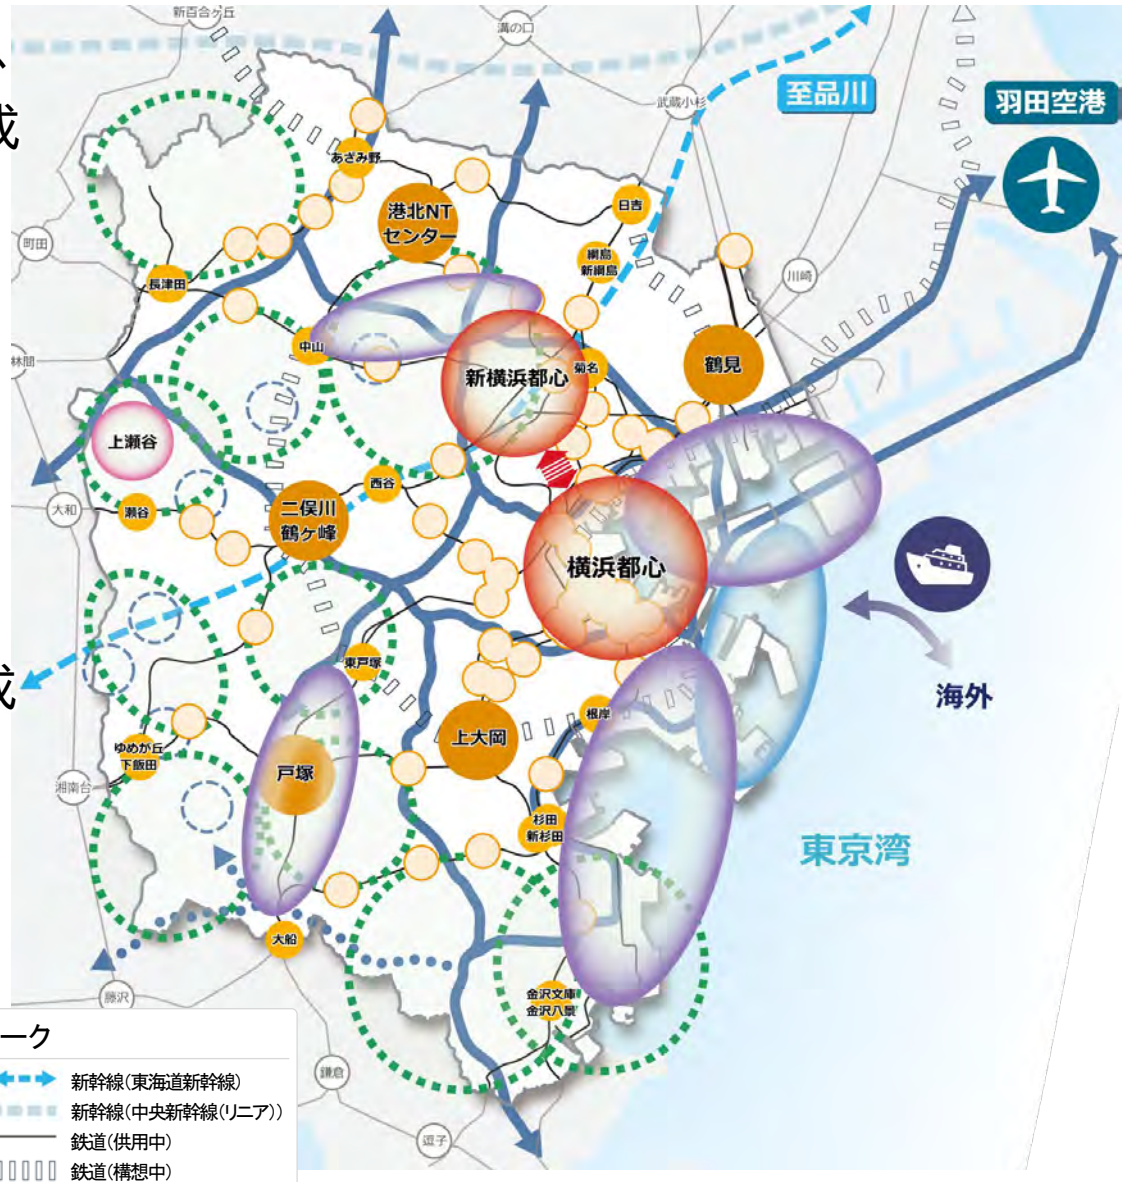 新百合ヶ丘
溝の口
成
武蔵小杉
至品川
羽田空港
あざみ野
港北NT
センター
日吉
町田
綱島
新綱島
川崎
長津田
中山
林間
新横浜都心
菊名
鶴見
上瀬谷
西谷
大和
瀬谷
二俣川
鶴ヶ峰
横浜都心
東戸塚
成
海外
根岸
上大岡
ゆめが丘
下飯田
戸塚
湘南台
杉田
新杉田
東京湾
大船
藤沢
金沢文庫
金沢八景
鎌倉
逗子
ーク
新幹線(東海道新幹線)
新幹線(中央新幹線(リニア))
鉄道(供用中)
鉄道(構想中)